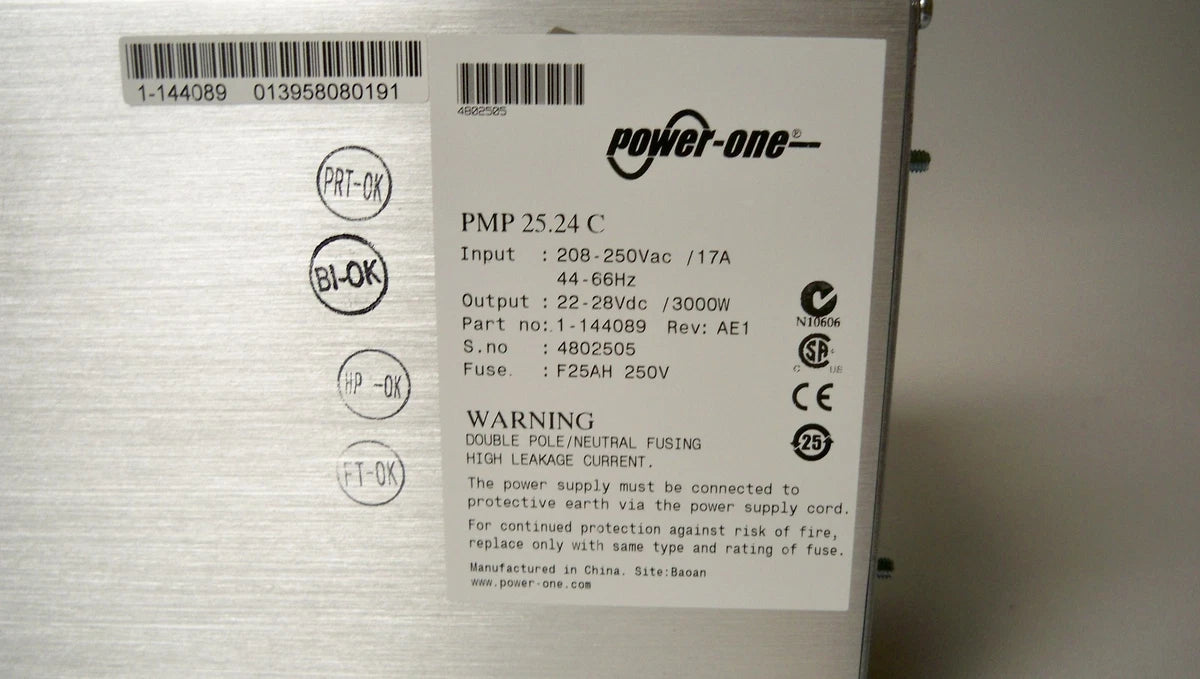 1-144089 013958080191
4802505
power-one®
PMP 25.24 C
Input : 208-250Vac /17A
44-66Hz
Output : 22-28Vdc /3000W
Part no: 1-144089 Rev: AE1
S.no : 4802505
Fuse. : F25AH 250V
N10606
SA
C US
CE
25
WARNING
DOUBLE POLE/NEUTRAL FUSING
HIGH LEAKAGE CURRENT.
The power supply must be connected to
protective earth via the power supply cord.
For continued protection against risk of fire,
replace only with same type and rating of fuse.
Manufactured in China. Site:Baoan
www.power-one.com
PRT-OK
BI-OK
HP -OK
FT-OK